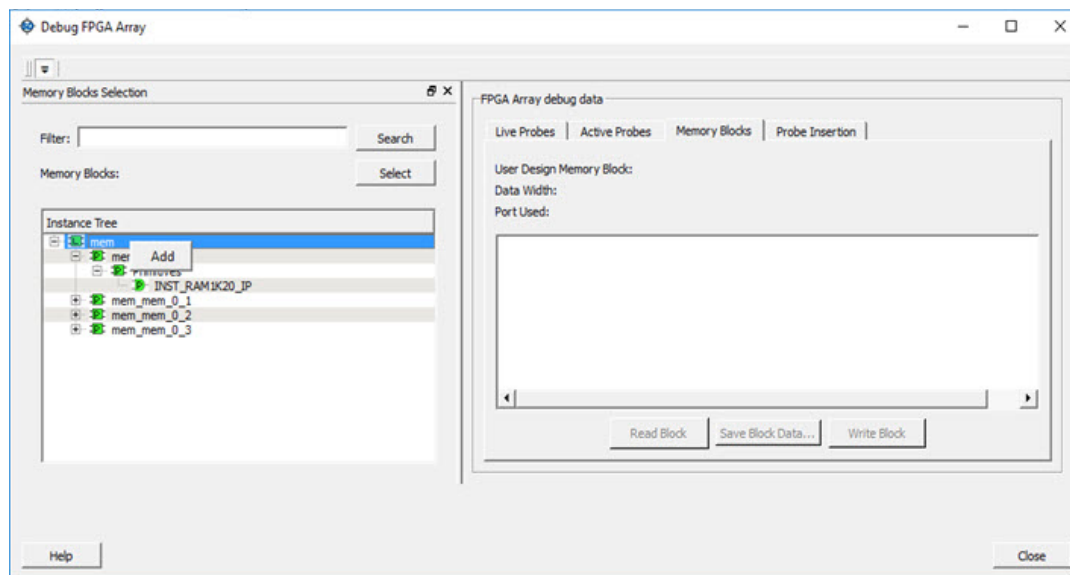 Debug FPGA Array
Memory Blocks Selection
Filter:
Search
Memory Blocks:
Select
Instance Tree
mem
Add
Primitives
INST_RAM1K20_IP
mem_mem_0_1
mem_mem_0_2
mem_mem_0_3
FPGA Array debug data
Live Probes Active Probes Memory Blocks Probe Insertion
User Design Memory Block:
Data Width:
Port Used:
Read Block Save Block Data... Write Block
Help
Close